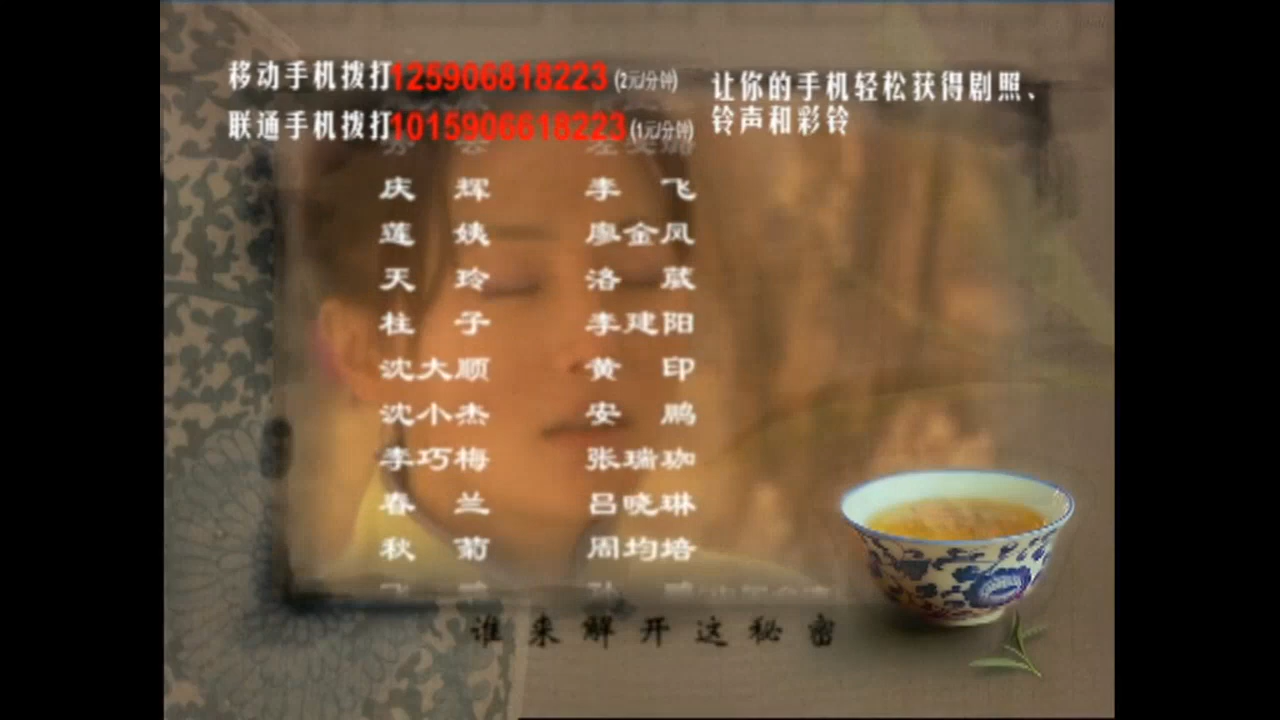 移动手机拨打125906818223 (2元/分钟)
联通手机拨打1015906818223 (1元/分钟)
让你的手机轻松获得剧照、
铃声和彩铃
庆 辉 李 飞
莲 姨 廖金凤
天 玲 洛 葳
柱 子 李建阳
沈大顺 黄 印
沈小杰 安 鹏
李巧梅 张瑞珈
春 兰 吕晓琳
秋 菊 周均培
谁来解开这秘密